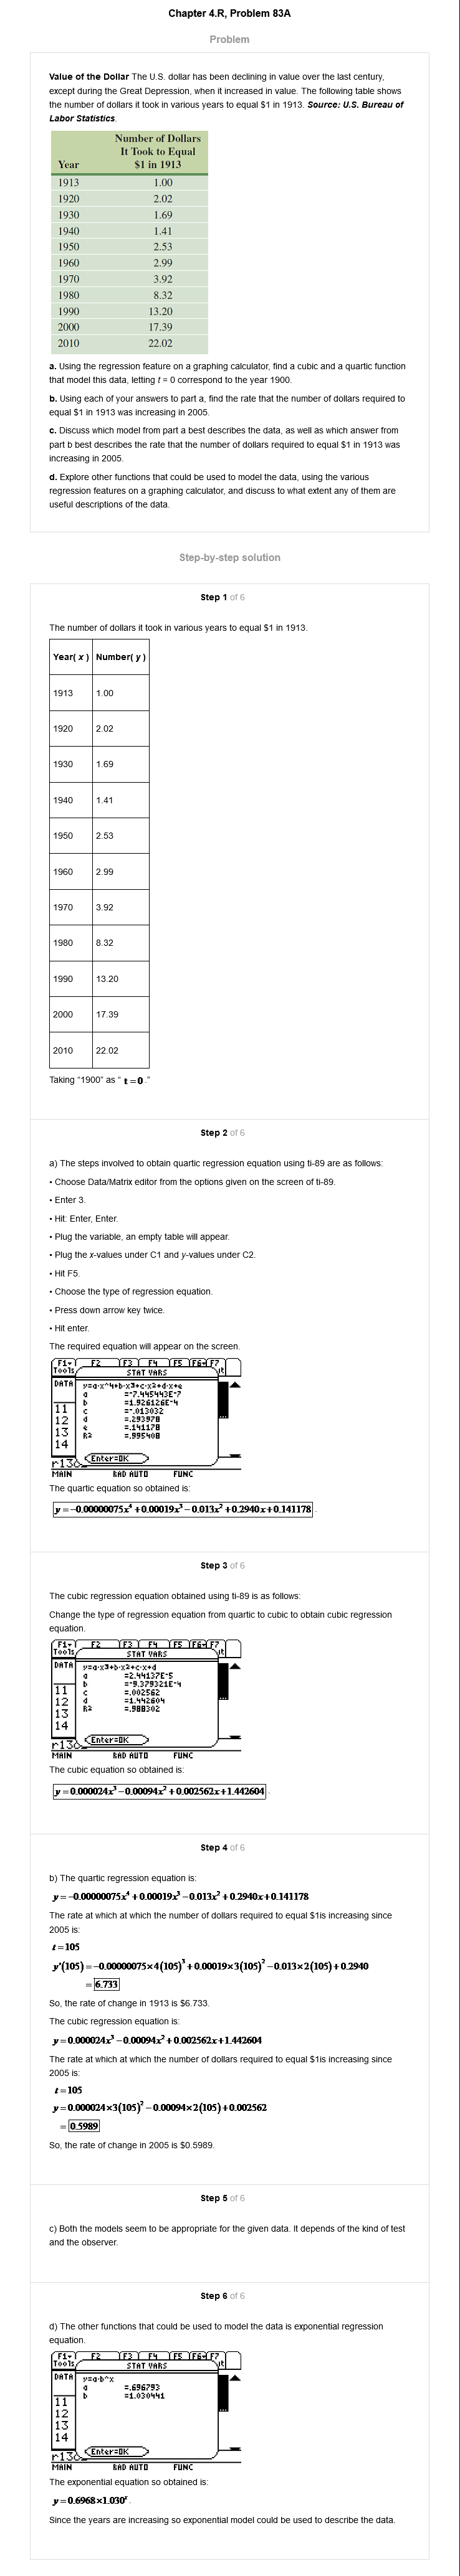 Chapter 4.R, Problem 83A
Problem
Value of the Dollar The U.S. dollar has been declining in value over the last century,
except during the Great Depression, when it increased in value. The following table shows
the number of dollars it took in various years to equal $1 in 1913. Source: U.S. Bureau of
Labor Statistics.
Number of Dollars
It Took to Equal
Year $1 in 1913
1913 1.00
1920 2.02
1930 1.69
1940 1.41
1950 2.53
1960 2.99
1970 3.92
1980 8.32
1990 13.20
2000 17.39
2010 22.02
a. Using the regression feature on a graphing calculator, find a cubic and a quartic function
that model this data, letting t = 0 correspond to the year 1900.
b. Using each of your answers to part a, find the rate that the number of dollars required to
equal $1 in 1913 was increasing in 2005.
c. Discuss which model from part a best describes the data, as well as which answer from
part b best describes the rate that the number of dollars required to equal $1 in 1913 was
increasing in 2005.
d. Explore other functions that could be used to model the data, using the various
regression features on a graphing calculator, and discuss to what extent any of them are
useful descriptions of the data.
Step-by-step solution
Step 1 of 6
The number of dollars it took in various years to equal $1 in 1913.
Year( x ) Number( y )
1913 1.00
1920 2.02
1930 1.69
1940 1.41
1950 2.53
1960 2.99
1970 3.92
1980 8.32
1990 13.20
2000 17.39
2010 22.02
Taking "1900" as " t = 0 ."
Step 2 of 6
a) The steps involved to obtain quartic regression equation using ti-89 are as follows:
• Choose Data/Matrix editor from the options given on the screen of ti-89.
• Enter 3.
• Hit: Enter, Enter.
• Plug the variable, an empty table will appear.
• Plug the x-values under C1 and y-values under C2.
• Hit F5.
• Choose the type of regression equation.
• Press down arrow key twice.
• Hit enter.
The required equation will appear on the screen.
F1 F2 F3 F4 F5 F6 F7
Tools STAT VARS
DATA y=a·x^4+b·x^3+c·x^2+d·x+e
a =-7.445443E-7
b =1.926126E-4
c =-.013032
11 d =.293978
12 e =.141178
13 R² =.995408
14
Enter=OK
MAIN RAD AUTO FUNC
The quartic equation so obtained is:
y = -0.00000075x⁴ + 0.00019x³ - 0.013x² + 0.2940x + 0.141178 .
Step 3 of 6
The cubic regression equation obtained using ti-89 is as follows:
Change the type of regression equation from quartic to cubic to obtain cubic regression
equation.
F1 F2 F3 F4 F5 F6 F7
Tools STAT VARS
DATA y=a·x^3+b·x^2+c·x+d
a =2.44137E-5
b =-9.379321E-4
11 c =.002562
12 d =1.442604
13 R² =.988302
14
Enter=OK
MAIN RAD AUTO FUNC
The cubic equation so obtained is:
y = 0.000024x³ - 0.00094x² + 0.002562x + 1.442604 .
Step 4 of 6
b) The quartic regression equation is:
y = -0.00000075x⁴ + 0.00019x³ - 0.013x² + 0.2940x + 0.141178
The rate at which at which the number of dollars required to equal $1is increasing since
2005 is:
t = 105
y'(105) = -0.00000075×4(105)³ + 0.00019×3(105)² - 0.013×2(105) + 0.2940
= 6.733
So, the rate of change in 1913 is $6.733.
The cubic regression equation is:
y = 0.000024x³ - 0.00094x² + 0.002562x + 1.442604
The rate at which at which the number of dollars required to equal $1is increasing since
2005 is:
t = 105
y = 0.000024×3(105)² - 0.00094×2(105) + 0.002562
= 0.5989
So, the rate of change in 2005 is $0.5989.
Step 5 of 6
c) Both the models seem to be appropriate for the given data. It depends of the kind of test
and the observer.
Step 6 of 6
d) The other functions that could be used to model the data is exponential regression
equation.
F1 F2 F3 F4 F5 F6 F7
Tools STAT VARS
DATA y=a·b^x
a =.696793
b =1.030441
11
12
13
14
Enter=OK
MAIN RAD AUTO FUNC
The exponential equation so obtained is:
y = 0.6968×1.030ᵗ .
Since the years are increasing so exponential model could be used to describe the data.